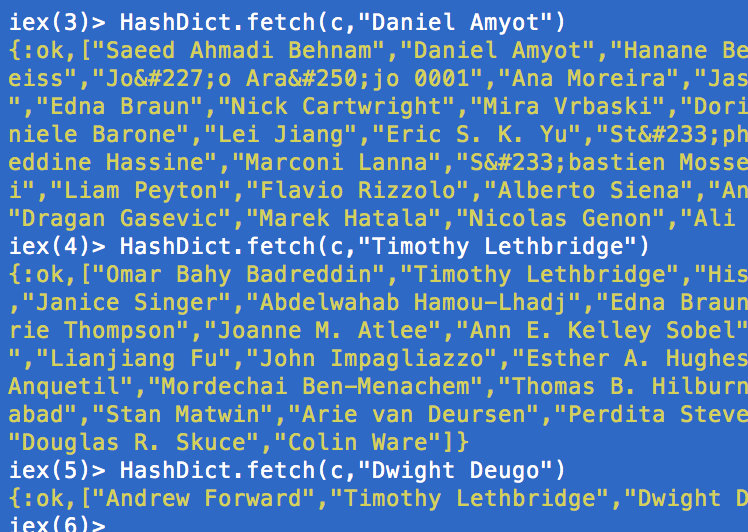 iex(3)> HashDict.fetch(c,"Daniel Amyot")
{:ok,["Saeed Ahmadi Behnam","Daniel Amyot","Hanane Be
eiss","Jo&#227;o Ara&#250;jo 0001","Ana Moreira","Jas
","Edna Braun","Nick Cartwright","Mira Vrbaski","Dori
niele Barone","Lei Jiang","Eric S. K. Yu","St&#233;ph
eddine Hassine","Marconi Lanna","S&#233;bastien Mosse
i","Liam Peyton","Flavio Rizzolo","Alberto Siena","An
"Dragan Gasevic","Marek Hatala","Nicolas Genon","Ali
iex(4)> HashDict.fetch(c,"Timothy Lethbridge")
{:ok,["Omar Bahy Badreddin","Timothy Lethbridge","His
,"Janice Singer","Abdelwahab Hamou-Lhadj","Edna Braun
rie Thompson","Joanne M. Atlee","Ann E. Kelley Sobel"
","Lianjiang Fu","John Impagliazzo","Esther A. Hughes
Anquetil","Mordechai Ben-Menachem","Thomas B. Hilburn
abad","Stan Matwin","Arie van Deursen","Perdita Steve
"Douglas R. Skuce","Colin Ware"]}
iex(5)> HashDict.fetch(c,"Dwight Deugo")
{:ok,["Andrew Forward","Timothy Lethbridge","Dwight D
iex(6)>